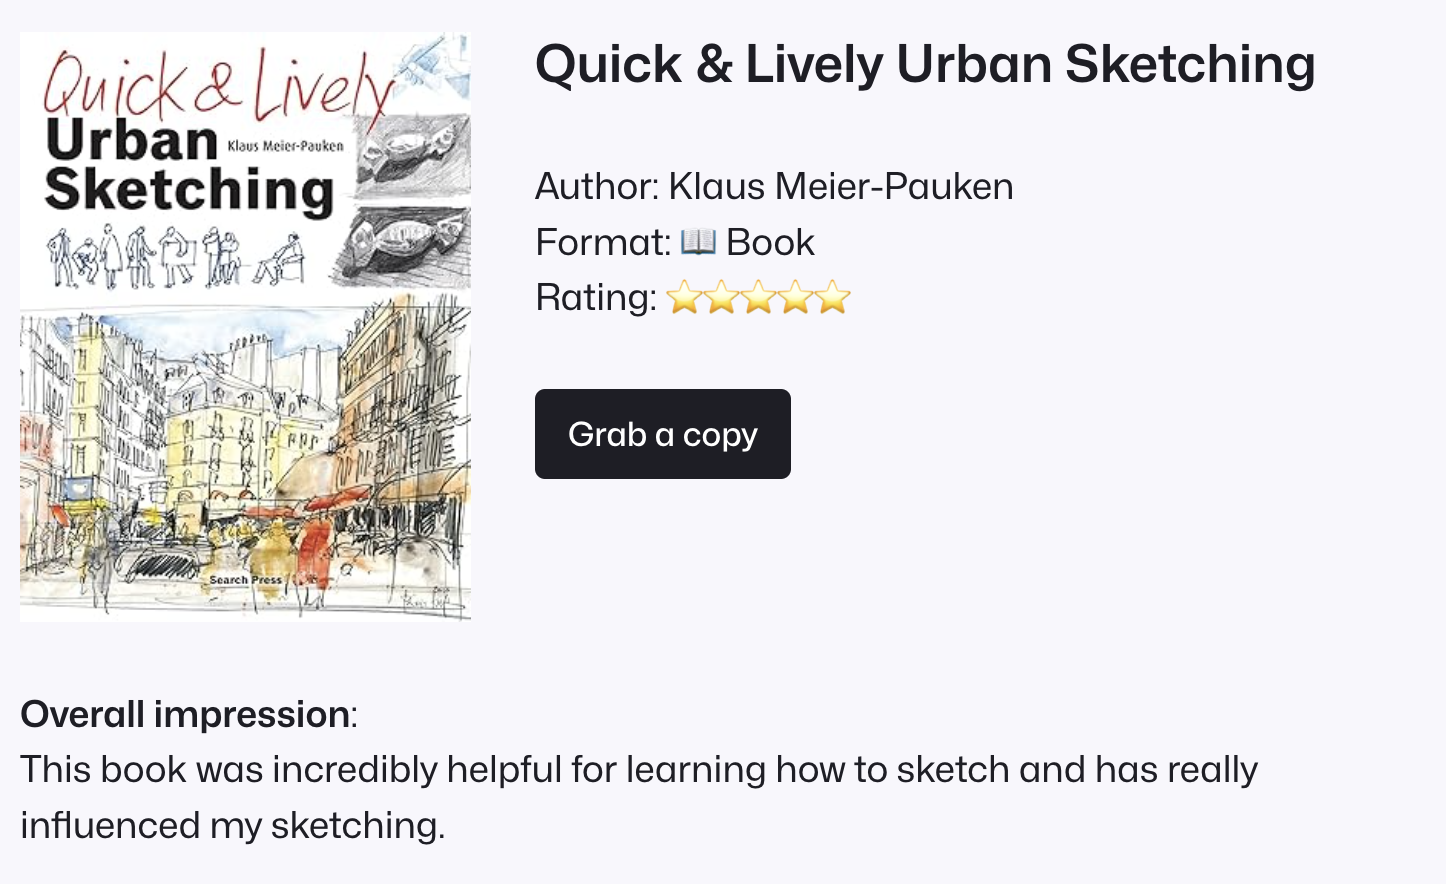 Quick & Lively
Urban
Klaus Meier-Pauken
Sketching
Search Press
Quick & Lively Urban Sketching
Author: Klaus Meier-Pauken
Format: 📖 Book
Rating: ⭐⭐⭐⭐⭐
Grab a copy
Overall impression:
This book was incredibly helpful for learning how to sketch and has really
influenced my sketching.